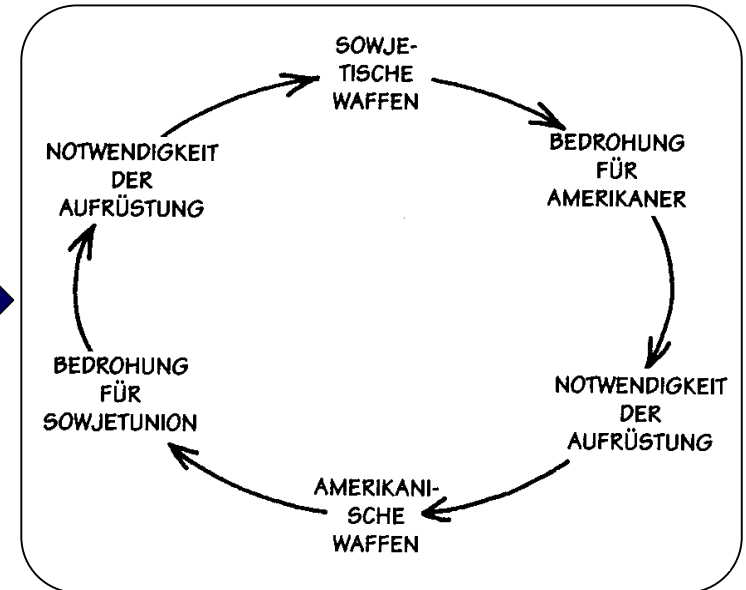 SOWJE-
TISCHE
WAFFEN
BEDROHUNG
FÜR
AMERIKANER
NOTWENDIGKEIT
DER
AUFRÜSTUNG
AMERIKANI-
SCHE
WAFFEN
BEDROHUNG
FÜR
SOWJETUNION
NOTWENDIGKEIT
DER
AUFRÜSTUNG